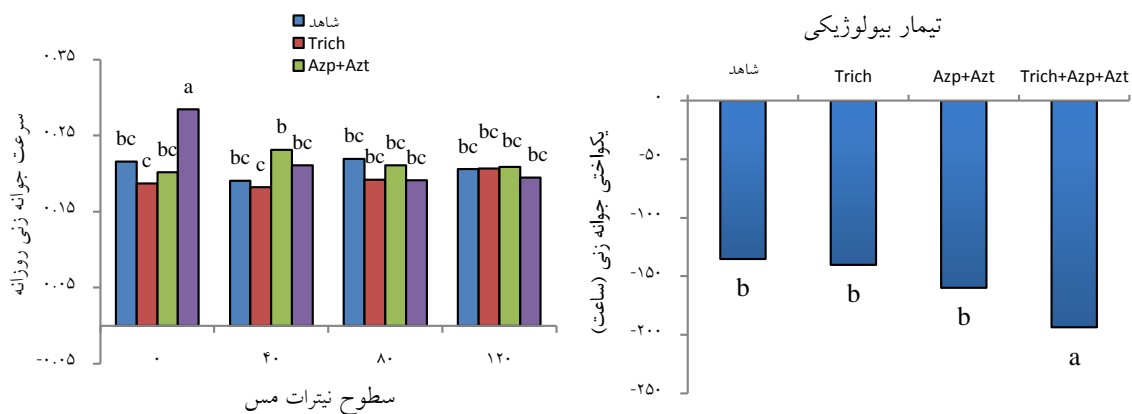 شاهد
Trich
Azp+Azt
سرعت جوانه زنی روزانه
۰.۳۵
۰.۲۵
۰.۱۵
۰.۰۵
-۰.۰۵
bc c bc a
bc c b bc
bc bc bc bc
bc bc bc bc
۰ ۴۰ ۸۰ ۱۲۰
سطوح نیترات مس
تیمار بیولوژیکی
شاهد Trich Azp+Azt Trich+Azp+Azt
یکواختی جوانه زنی (ساعت)
۰
-۵۰
-۱۰۰
-۱۵۰
-۲۰۰
-۲۵۰
b b b a